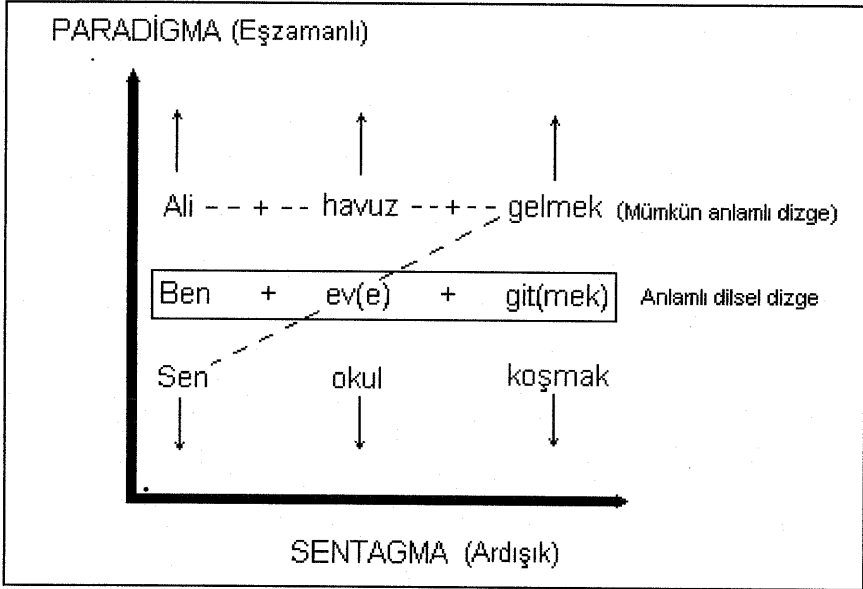 PARADİGMA (Eşzamanlı)
Ali - - + - - havuz - - + - - gelmek (Mümkün anlamlı dizge)
Ben + ev(e) + git(mek) Anlamlı dilsel dizge
Sen okul koşmak
SENTAGMA (Ardışık)